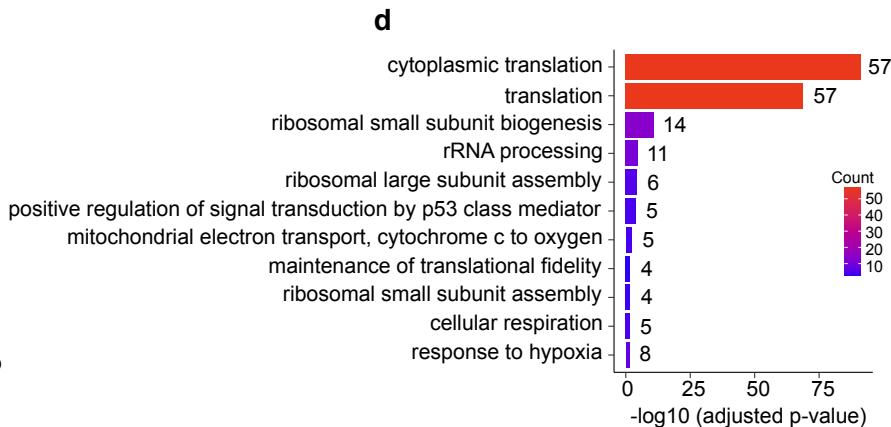 d
cytoplasmic translation 57
translation 57
ribosomal small subunit biogenesis 14
rRNA processing 11
ribosomal large subunit assembly 6
positive regulation of signal transduction by p53 class mediator 5
mitochondrial electron transport, cytochrome c to oxygen 5
maintenance of translational fidelity 4
ribosomal small subunit assembly 4
cellular respiration 5
response to hypoxia 8
Count
50
40
30
20
10
0 25 50 75
-log10 (adjusted p-value)